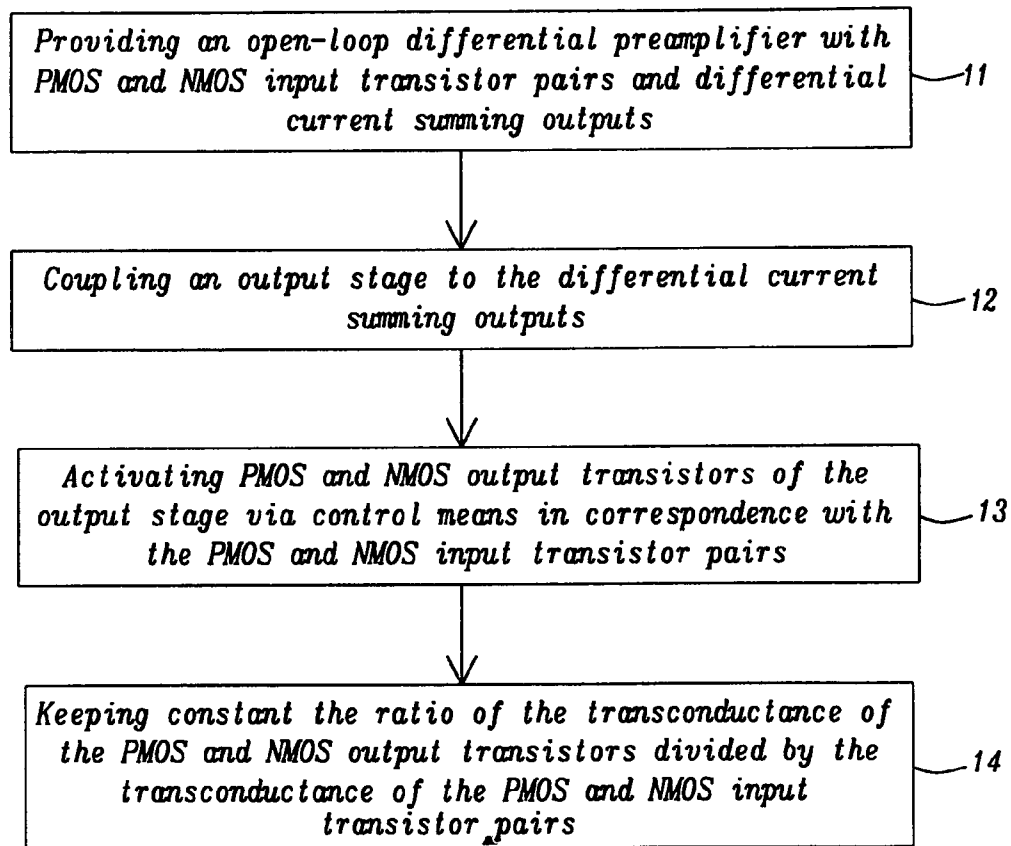 Providing an open-loop differential preamplifier with
PMOS and NMOS input transistor pairs and differential
current summing outputs
11
Coupling an output stage to the differential current
summing outputs
12
Activating PMOS and NMOS output transistors of the
output stage via control means in correspondence with
the PMOS and NMOS input transistor pairs
13
Keeping constant the ratio of the transconductance of
the PMOS and NMOS output transistors divided by the
transconductance of the PMOS and NMOS input
transistor pairs
14